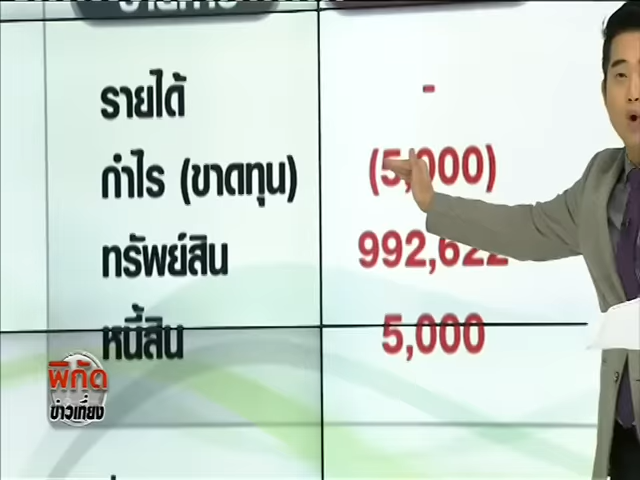 รายได้ -
กำไร (ขาดทุน) (5,000)
ทรัพย์สิน 992,622
หนี้สิน 5,000
พิกัด
ข่าวเที่ยง